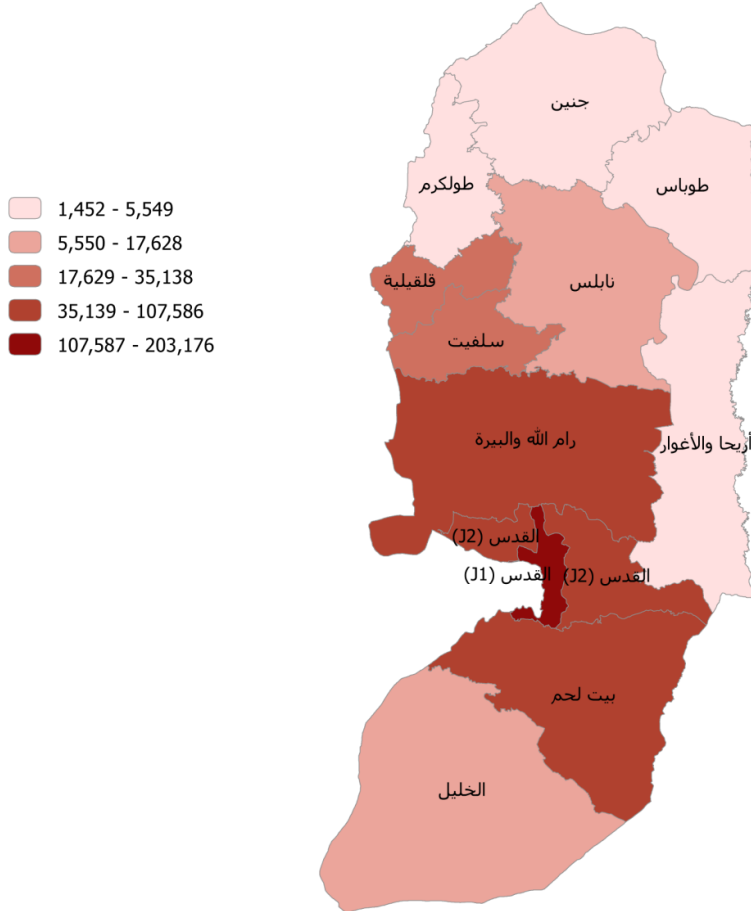 جنين
طولكرم
طوباس
1,452 - 5,549
5,550 - 17,628
17,629 - 35,138
35,139 - 107,586
107,587 - 203,176
قلقيلية
نابلس
سلفيت
رام الله والبيرة
أريحا والأغوار
القدس (J2)
القدس (J1)
القدس (J2)
بيت لحم
الخليل